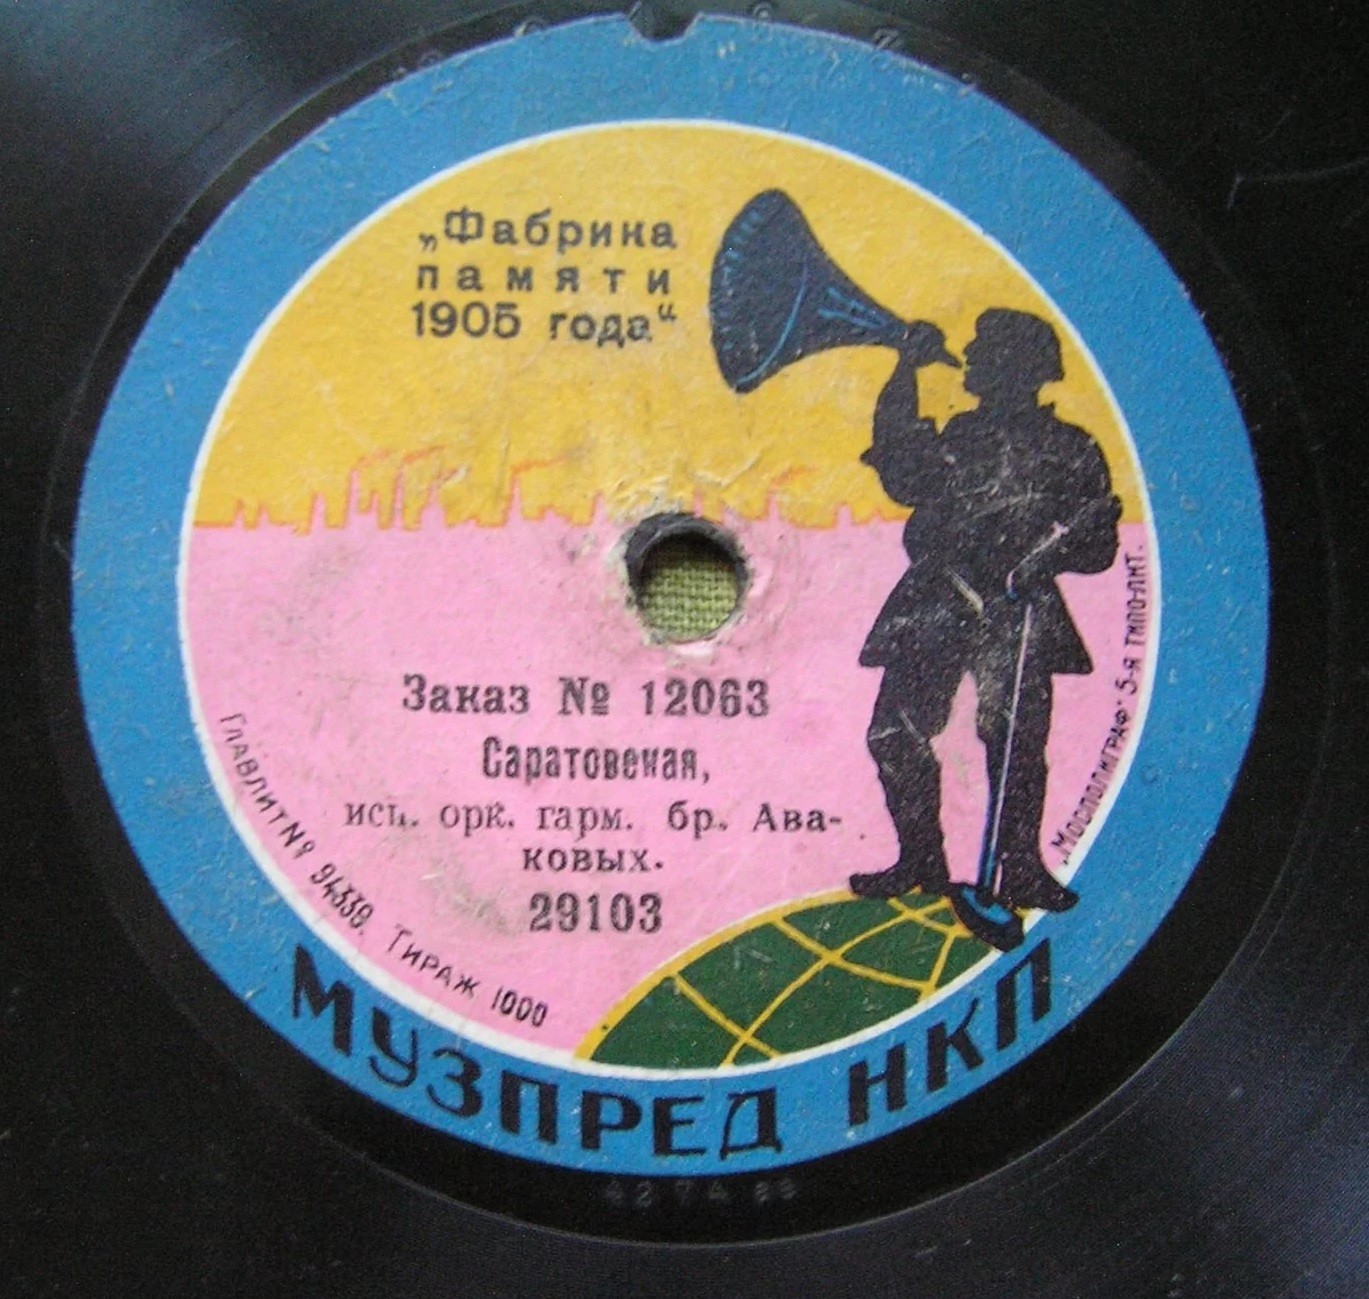 „Фабрика
памяти
1905 года“
Заказ № 12063
Саратовская,
исп. орк. гарм. бр. Ава-
ковых.
29103
Главлит № 94339. Тираж 1000
„Мосполиграф“ 5-я типо-лит.
МУЗПРЕД НКП